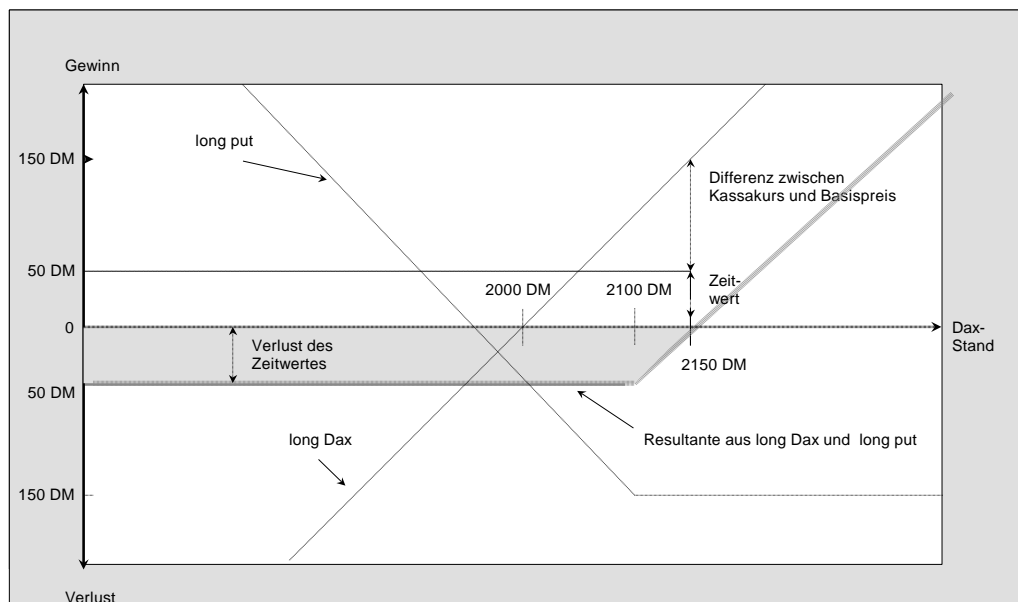 Gewinn
long put
150 DM
Differenz zwischen
Kassakurs und Basispreis
50 DM
2000 DM
2100 DM
Zeit-
wert
0
Dax-
Stand
Verlust des
Zeitwertes
2150 DM
50 DM
long Dax
Resultante aus long Dax und long put
150 DM
Verlust